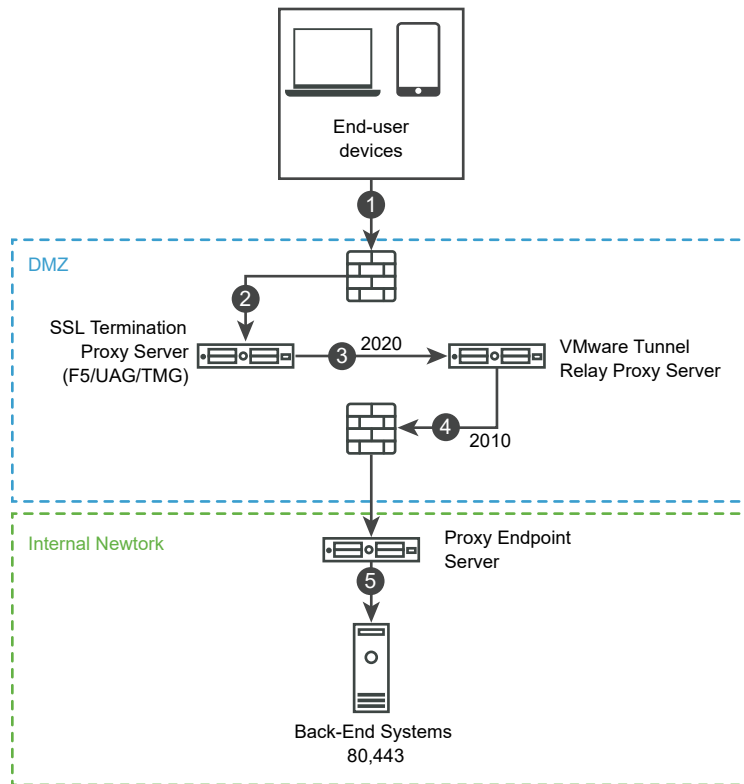 End-user
devices
1
DMZ
2
SSL Termination
Proxy Server
(F5/UAG/TMG)
3
2020
VMware Tunnel
Relay Proxy Server
4
2010
Internal Newtork
Proxy Endpoint
Server
5
Back-End Systems
80,443